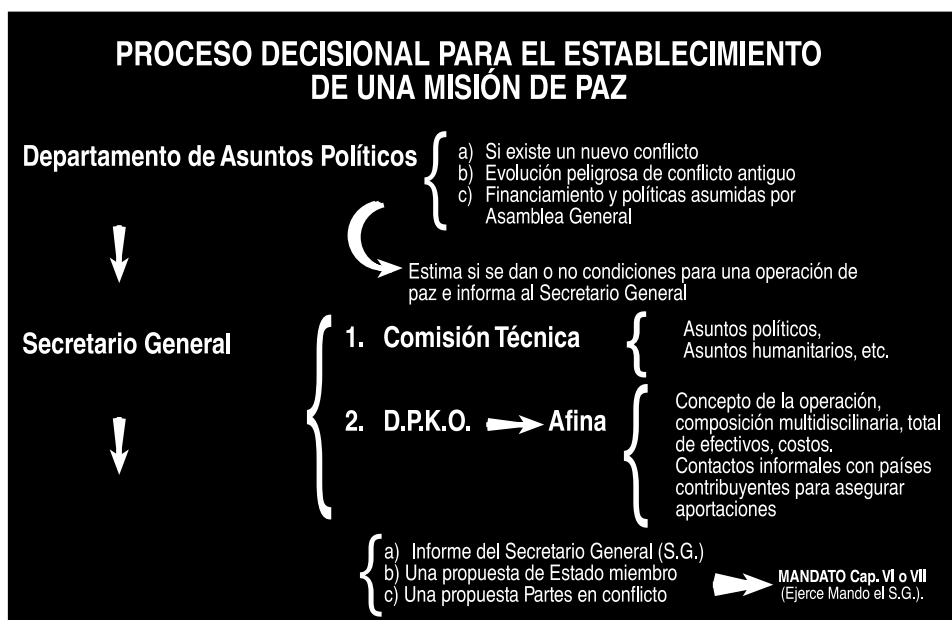 PROCESO DECISIONAL PARA EL ESTABLECIMIENTO
DE UNA MISIÓN DE PAZ
Departamento de Asuntos Políticos
a) Si existe un nuevo conflicto
b) Evolución peligrosa de conflicto antiguo
c) Financiamiento y políticas asumidas por
Asamblea General
Estima si se dan o no condiciones para una operación de
paz e informa al Secretario General
Secretario General
1. Comisión Técnica
Asuntos políticos,
Asuntos humanitarios, etc.
2. D.P.K.O.
Afina
Concepto de la operación,
composición multidiscilinaria, total
de efectivos, costos.
Contactos informales con países
contribuyentes para asegurar
aportaciones
a) Informe del Secretario General (S.G.)
b) Una propuesta de Estado miembro
c) Una propuesta Partes en conflicto
MANDATO Cap. VI o VII
(Ejerce Mando el S.G.).